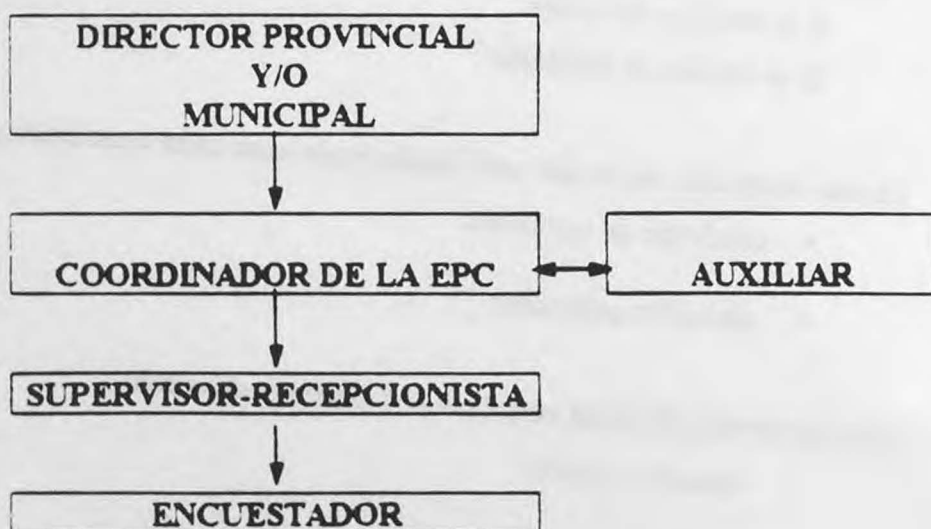 DIRECTOR PROVINCIAL
Y/O
MUNICIPAL
COORDINADOR DE LA EPC
AUXILIAR
SUPERVISOR-RECEPCIONISTA
ENCUESTADOR